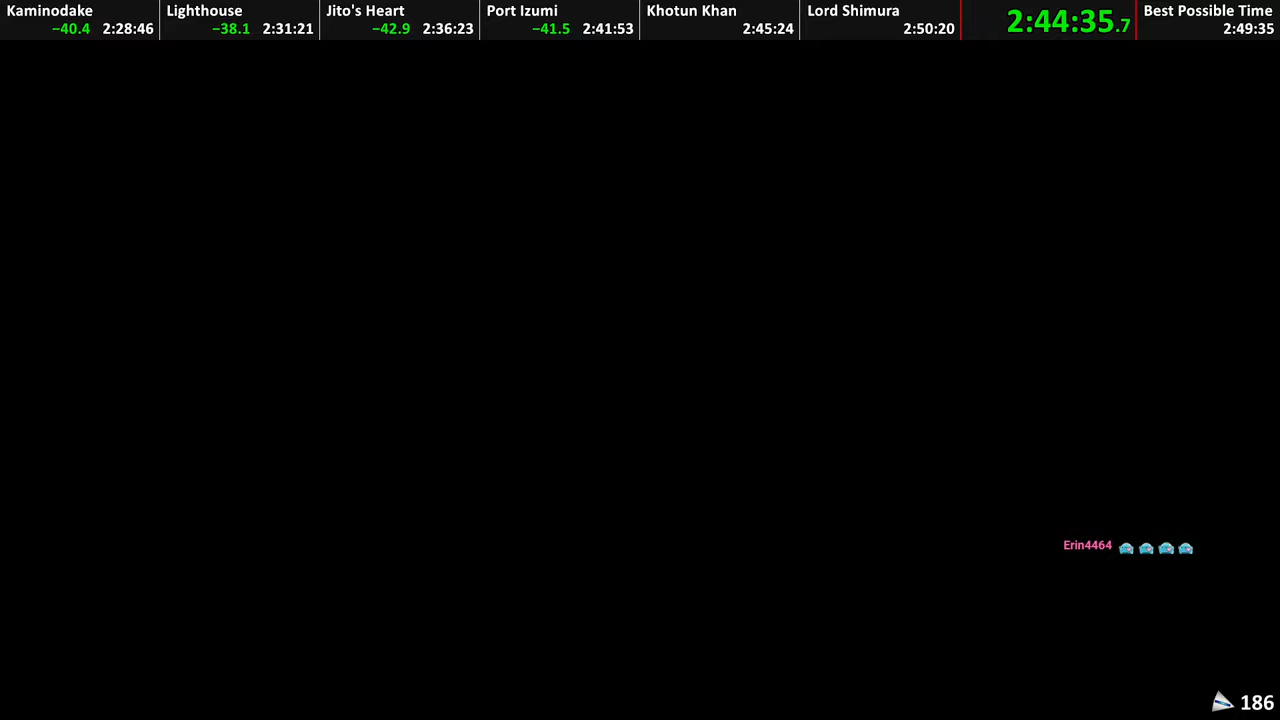 Kaminodake
−40.4 2:28:46
Lighthouse
−38.1 2:31:21
Jito's Heart
−42.9 2:36:23
Port Izumi
−41.5 2:41:53
Khotun Khan
2:45:24
Lord Shimura
2:50:20
2:44:35.7
Best Possible Time
2:49:35
Erin4464
186